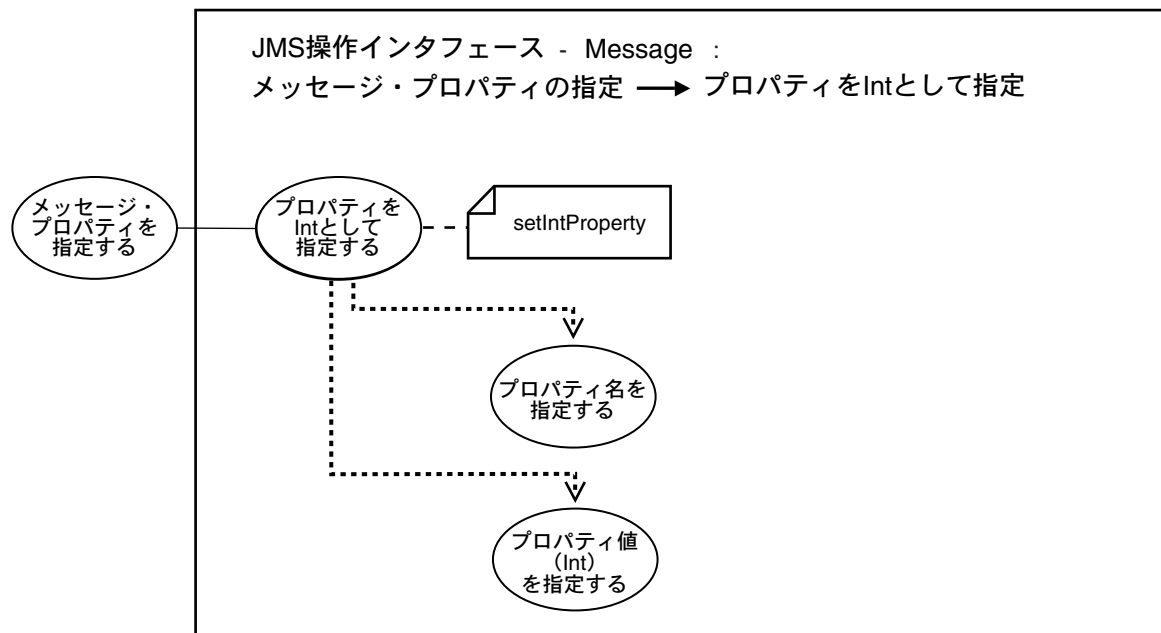 JMS操作インタフェース - Message :
メッセージ・プロパティの指定 → プロパティをIntとして指定
メッセージ・
プロパティを
指定する
プロパティを
Intとして
指定する
setIntProperty
プロパティ名を
指定する
プロパティ値
（Int）
を指定する